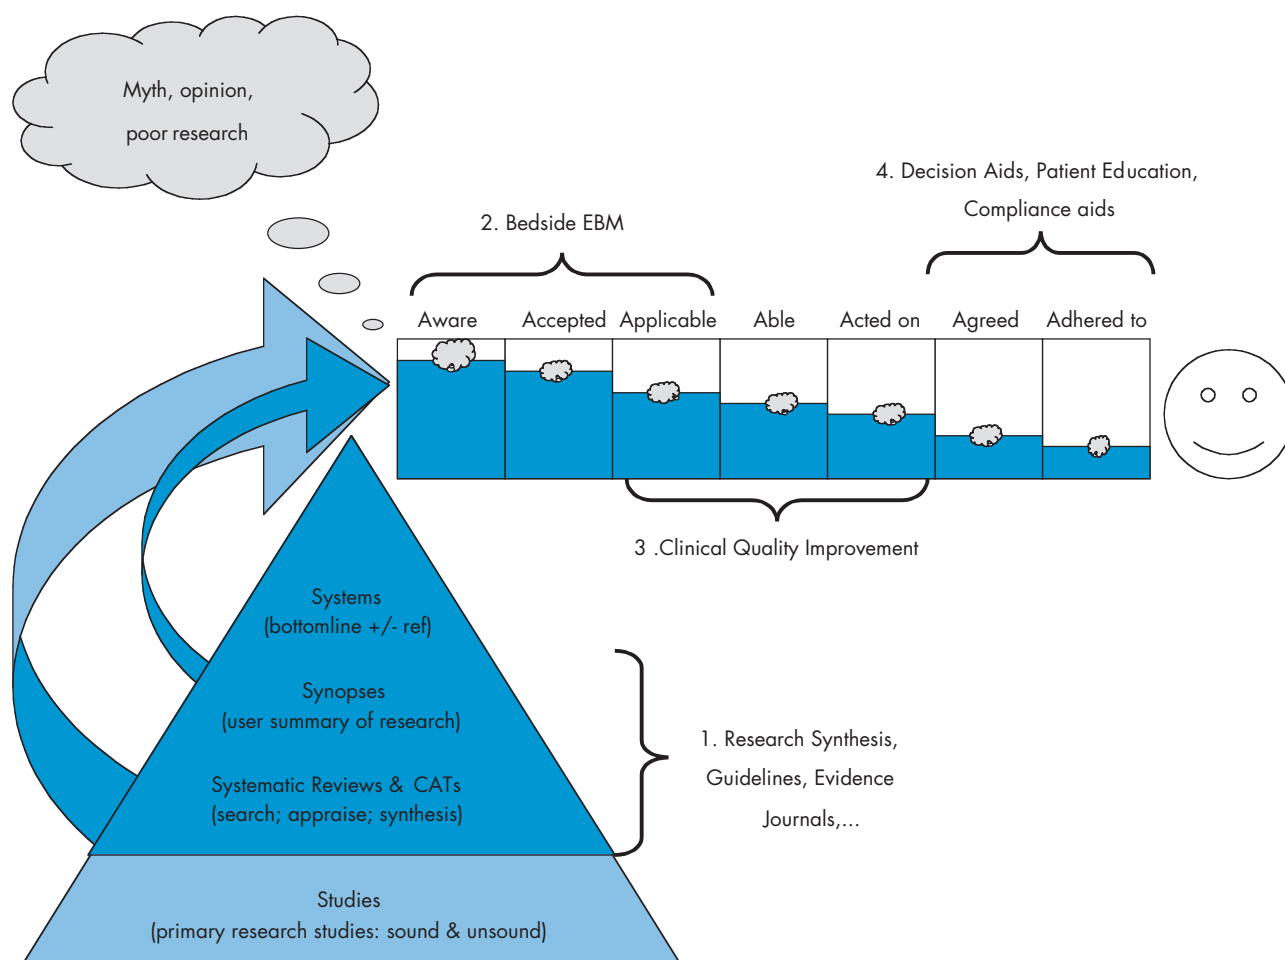 Myth, opinion,
poor research
4. Decision Aids, Patient Education,
Compliance aids
2. Bedside EBM
Aware
Accepted
Applicable
Able
Acted on
Agreed
Adhered to
3 .Clinical Quality Improvement
Systems
(bottomline +/- ref)
Synopses
(user summary of research)
Systematic Reviews & CATs
(search; appraise; synthesis)
1. Research Synthesis,
Guidelines, Evidence
Journals,...
Studies
(primary research studies: sound & unsound)